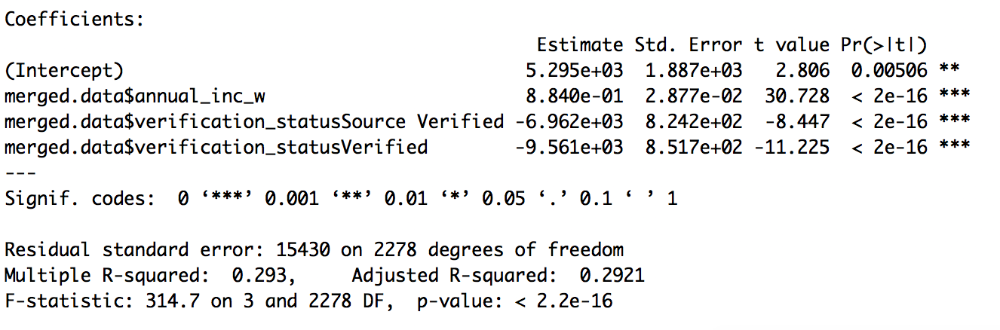 Coefficients:
Estimate Std. Error t value Pr(>|t|)
(Intercept) 5.295e+03 1.887e+03 2.806 0.00506 **
merged.data$annual_inc_w 8.840e-01 2.877e-02 30.728 < 2e-16 ***
merged.data$verification_statusSource Verified -6.962e+03 8.242e+02 -8.447 < 2e-16 ***
merged.data$verification_statusVerified -9.561e+03 8.517e+02 -11.225 < 2e-16 ***
---
Signif. codes: 0 ‘***’ 0.001 ‘**’ 0.01 ‘*’ 0.05 ‘.’ 0.1 ‘ ’ 1
Residual standard error: 15430 on 2278 degrees of freedom
Multiple R-squared: 0.293, Adjusted R-squared: 0.2921
F-statistic: 314.7 on 3 and 2278 DF, p-value: < 2.2e-16